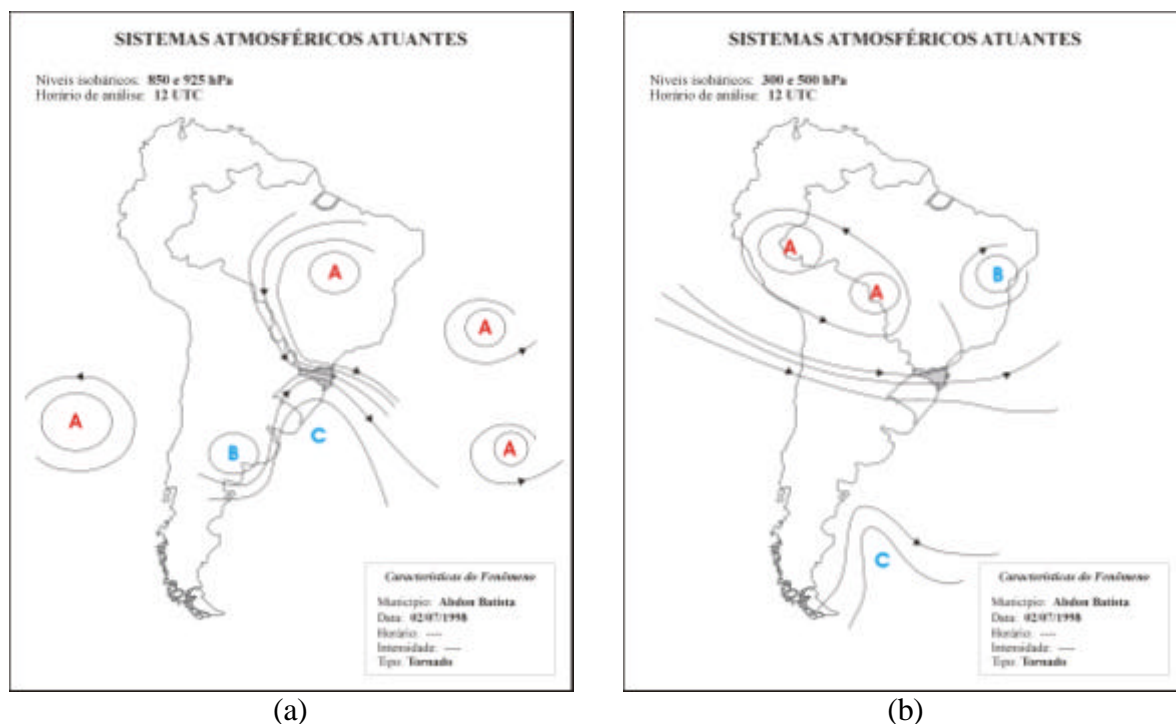 SISTEMAS ATMOSFÉRICOS ATUANTES
Níveis isobáricos: 850 e 925 hPa
Horário de análise: 12 UTC
A
A
A
A
B
C
Características do Fenômeno
Município: Abdon Batista
Data: 02/07/1998
Horário: ----
Intensidade: ----
Tipo: Tornado
(a)
SISTEMAS ATMOSFÉRICOS ATUANTES
Níveis isobáricos: 300 e 500 hPa
Horário de análise: 12 UTC
A
A
B
C
Características do Fenômeno
Município: Abdon Batista
Data: 02/07/1998
Horário: ----
Intensidade: ----
Tipo: Tornado
(b)